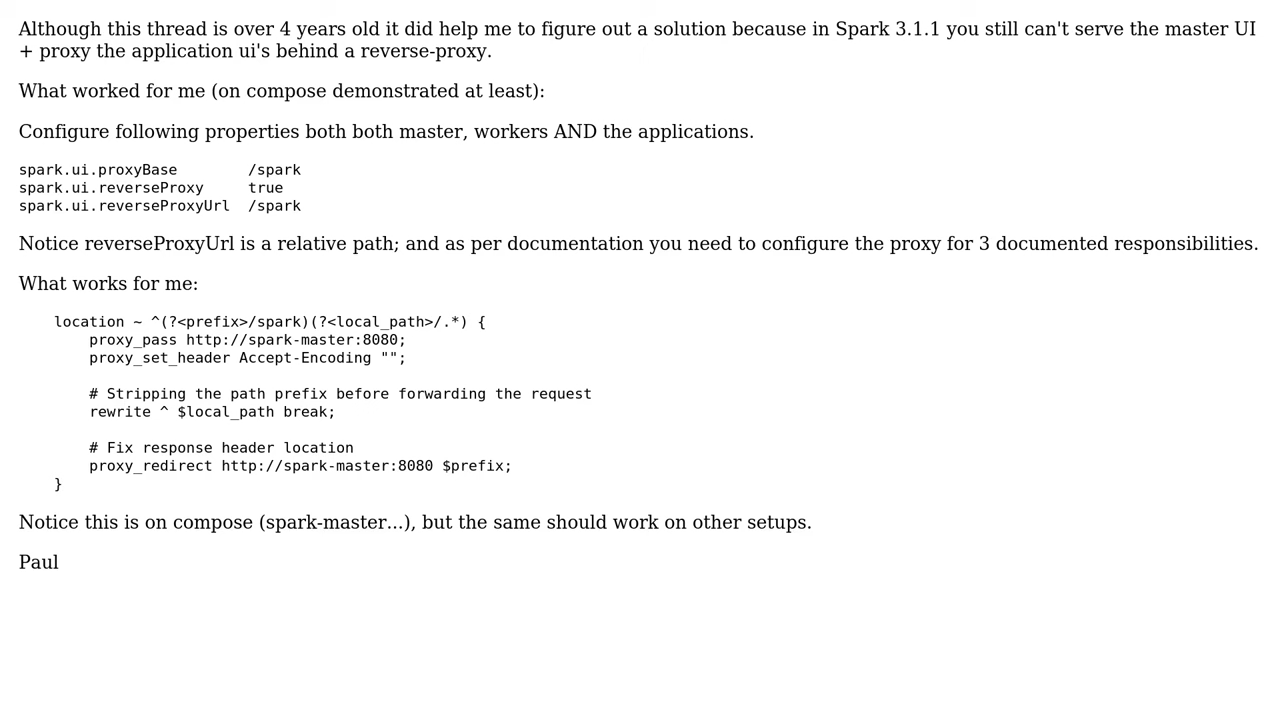 Although this thread is over 4 years old it did help me to figure out a solution because in Spark 3.1.1 you still can't serve the master UI
+ proxy the application ui's behind a reverse-proxy.
What worked for me (on compose demonstrated at least):
Configure following properties both both master, workers AND the applications.
spark.ui.proxyBase        /spark
spark.ui.reverseProxy     true
spark.ui.reverseProxyUrl  /spark
Notice reverseProxyUrl is a relative path; and as per documentation you need to configure the proxy for 3 documented responsibilities.
What works for me:
    location ~ ^(?<prefix>/spark)(?<local_path>/.*) {
        proxy_pass http://spark-master:8080;
        proxy_set_header Accept-Encoding "";
        # Stripping the path prefix before forwarding the request
        rewrite ^ $local_path break;
        # Fix response header location
        proxy_redirect http://spark-master:8080 $prefix;
    }
Notice this is on compose (spark-master...), but the same should work on other setups.
Paul